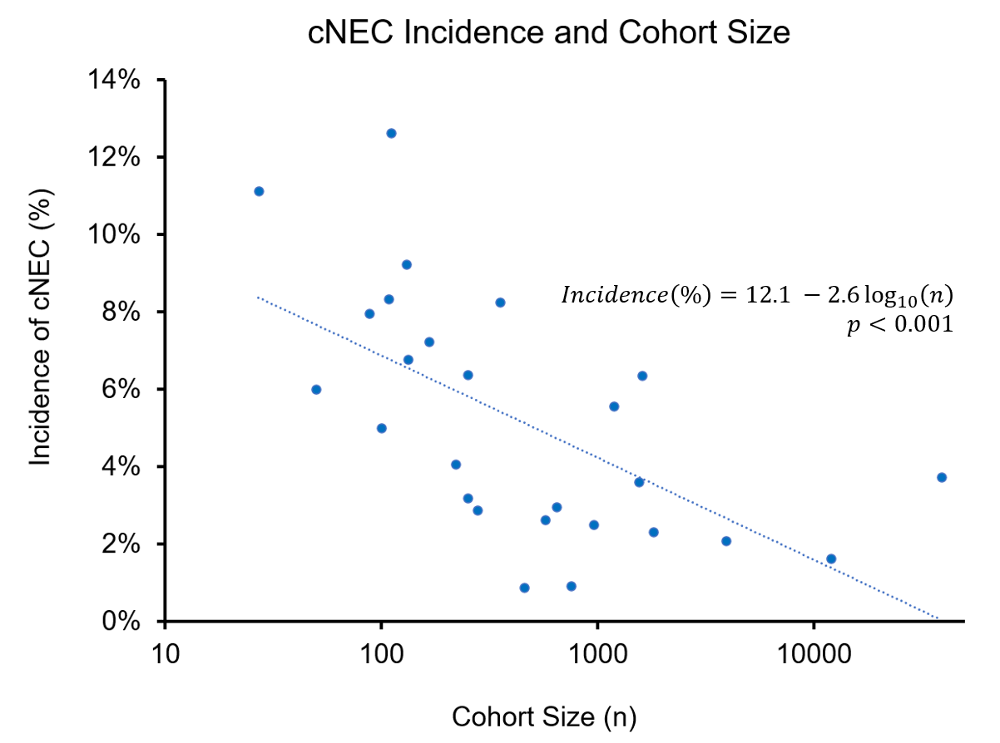 cNEC Incidence and Cohort Size
14%
12%
10%
8%
6%
4%
2%
0%
Incidence of cNEC (%)
Incidence(%) = 12.1 − 2.6 log₁₀(n)
p < 0.001
10 100 1000 10000
Cohort Size (n)